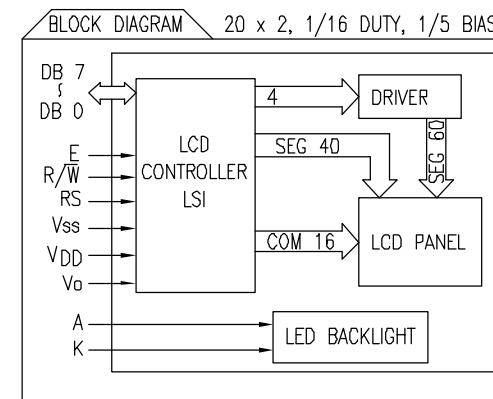 BLOCK DIAGRAM 20 x 2, 1/16 DUTY, 1/5 BIAS
DB 7
~
DB 0
E
R/W̅
RS
Vss
VDD
Vo
A
K
LCD
CONTROLLER
LSI
4
SEG 40
COM 16
DRIVER
SEG 60
LCD PANEL
LED BACKLIGHT